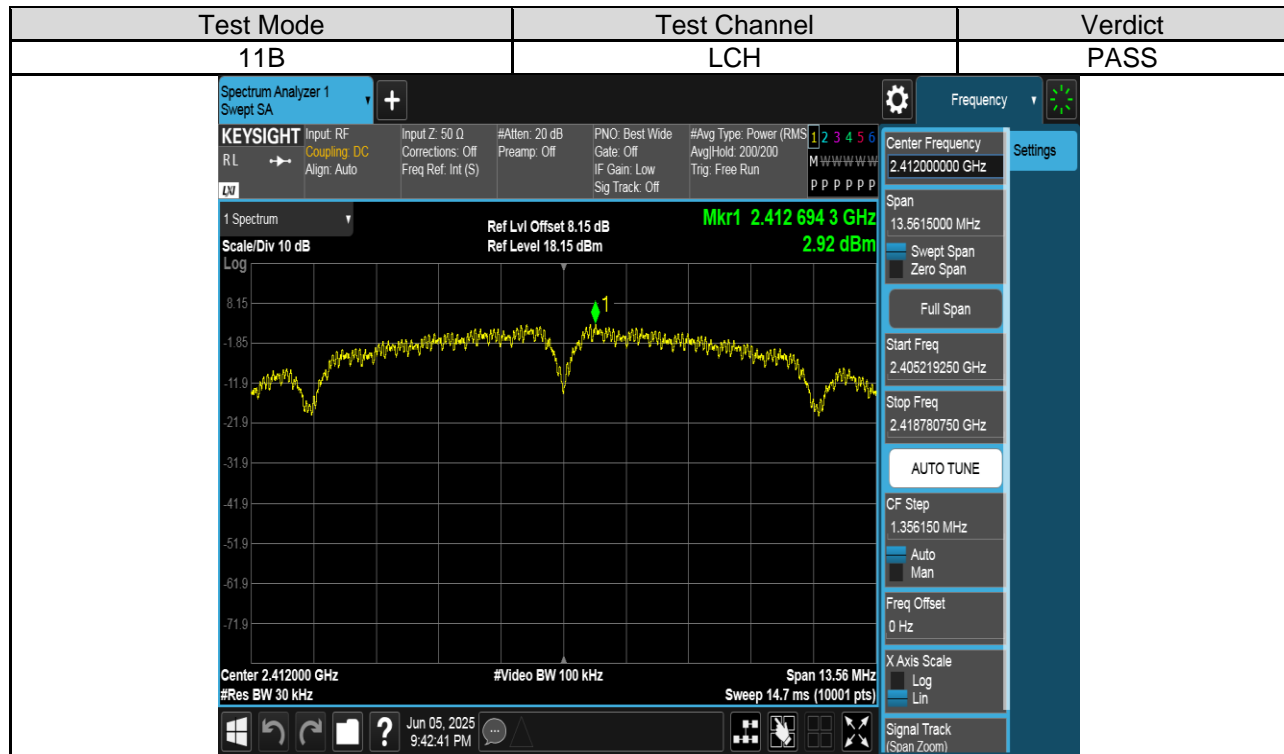 Test Mode Test Channel Verdict
11B LCH PASS
Spectrum Analyzer 1
Swept SA
+
Frequency
KEYSIGHT
RL
LXI
Input: RF
Coupling: DC
Align: Auto
Input Z: 50 Ω
Corrections: Off
Freq Ref: Int (S)
#Atten: 20 dB
Preamp: Off
PNO: Best Wide
Gate: Off
IF Gain: Low
Sig Track: Off
#Avg Type: Power (RMS
Avg|Hold: 200/200
Trig: Free Run
1 2 3 4 5 6
M W W W W W
P P P P P P
1 Spectrum
Scale/Div 10 dB
Log
Ref Lvl Offset 8.15 dB
Ref Level 18.15 dBm
Mkr1 2.412 694 3 GHz
2.92 dBm
1
8.15
-1.85
-11.9
-21.9
-31.9
-41.9
-51.9
-61.9
-71.9
Center 2.412000 GHz
#Res BW 30 kHz
#Video BW 100 kHz
Span 13.56 MHz
Sweep 14.7 ms (10001 pts)
?
Jun 05, 2025
9:42:41 PM
Center Frequency
2.412000000 GHz
Settings
Span
13.5615000 MHz
Swept Span
Zero Span
Full Span
Start Freq
2.405219250 GHz
Stop Freq
2.418780750 GHz
AUTO TUNE
CF Step
1.356150 MHz
Auto
Man
Freq Offset
0 Hz
X Axis Scale
Log
Lin
Signal Track
(Span Zoom)